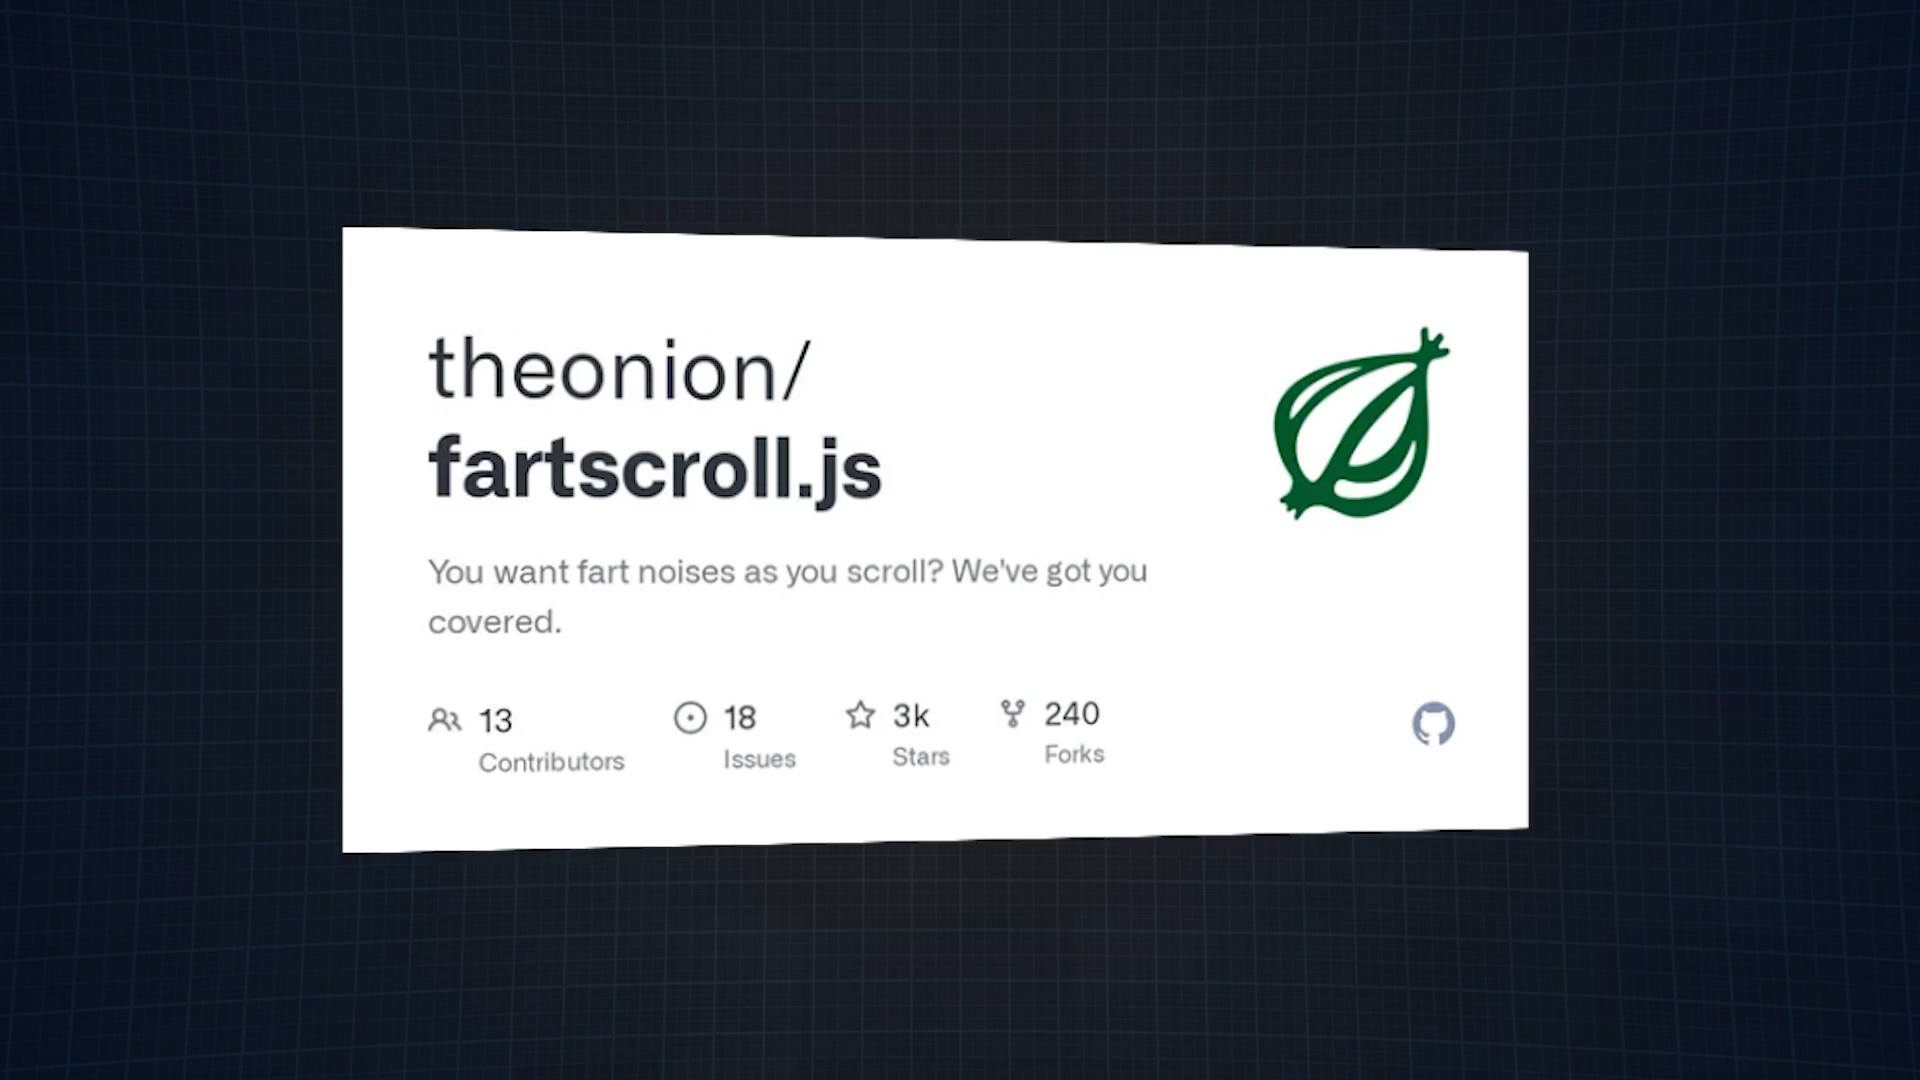 theonion/
fartscroll.js
You want fart noises as you scroll? We've got you
covered.
13 18 3k 240
Contributors Issues Stars Forks